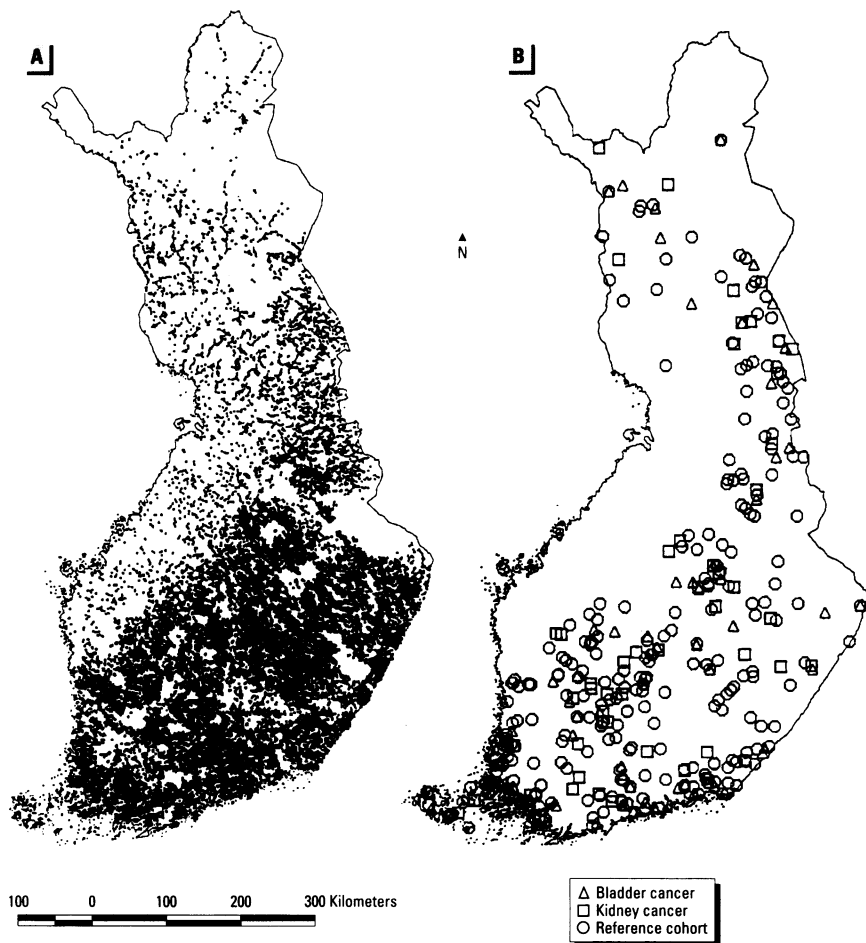 A
B
N
100 0 100 200 300 Kilometers
Bladder cancer
Kidney cancer
Reference cohort